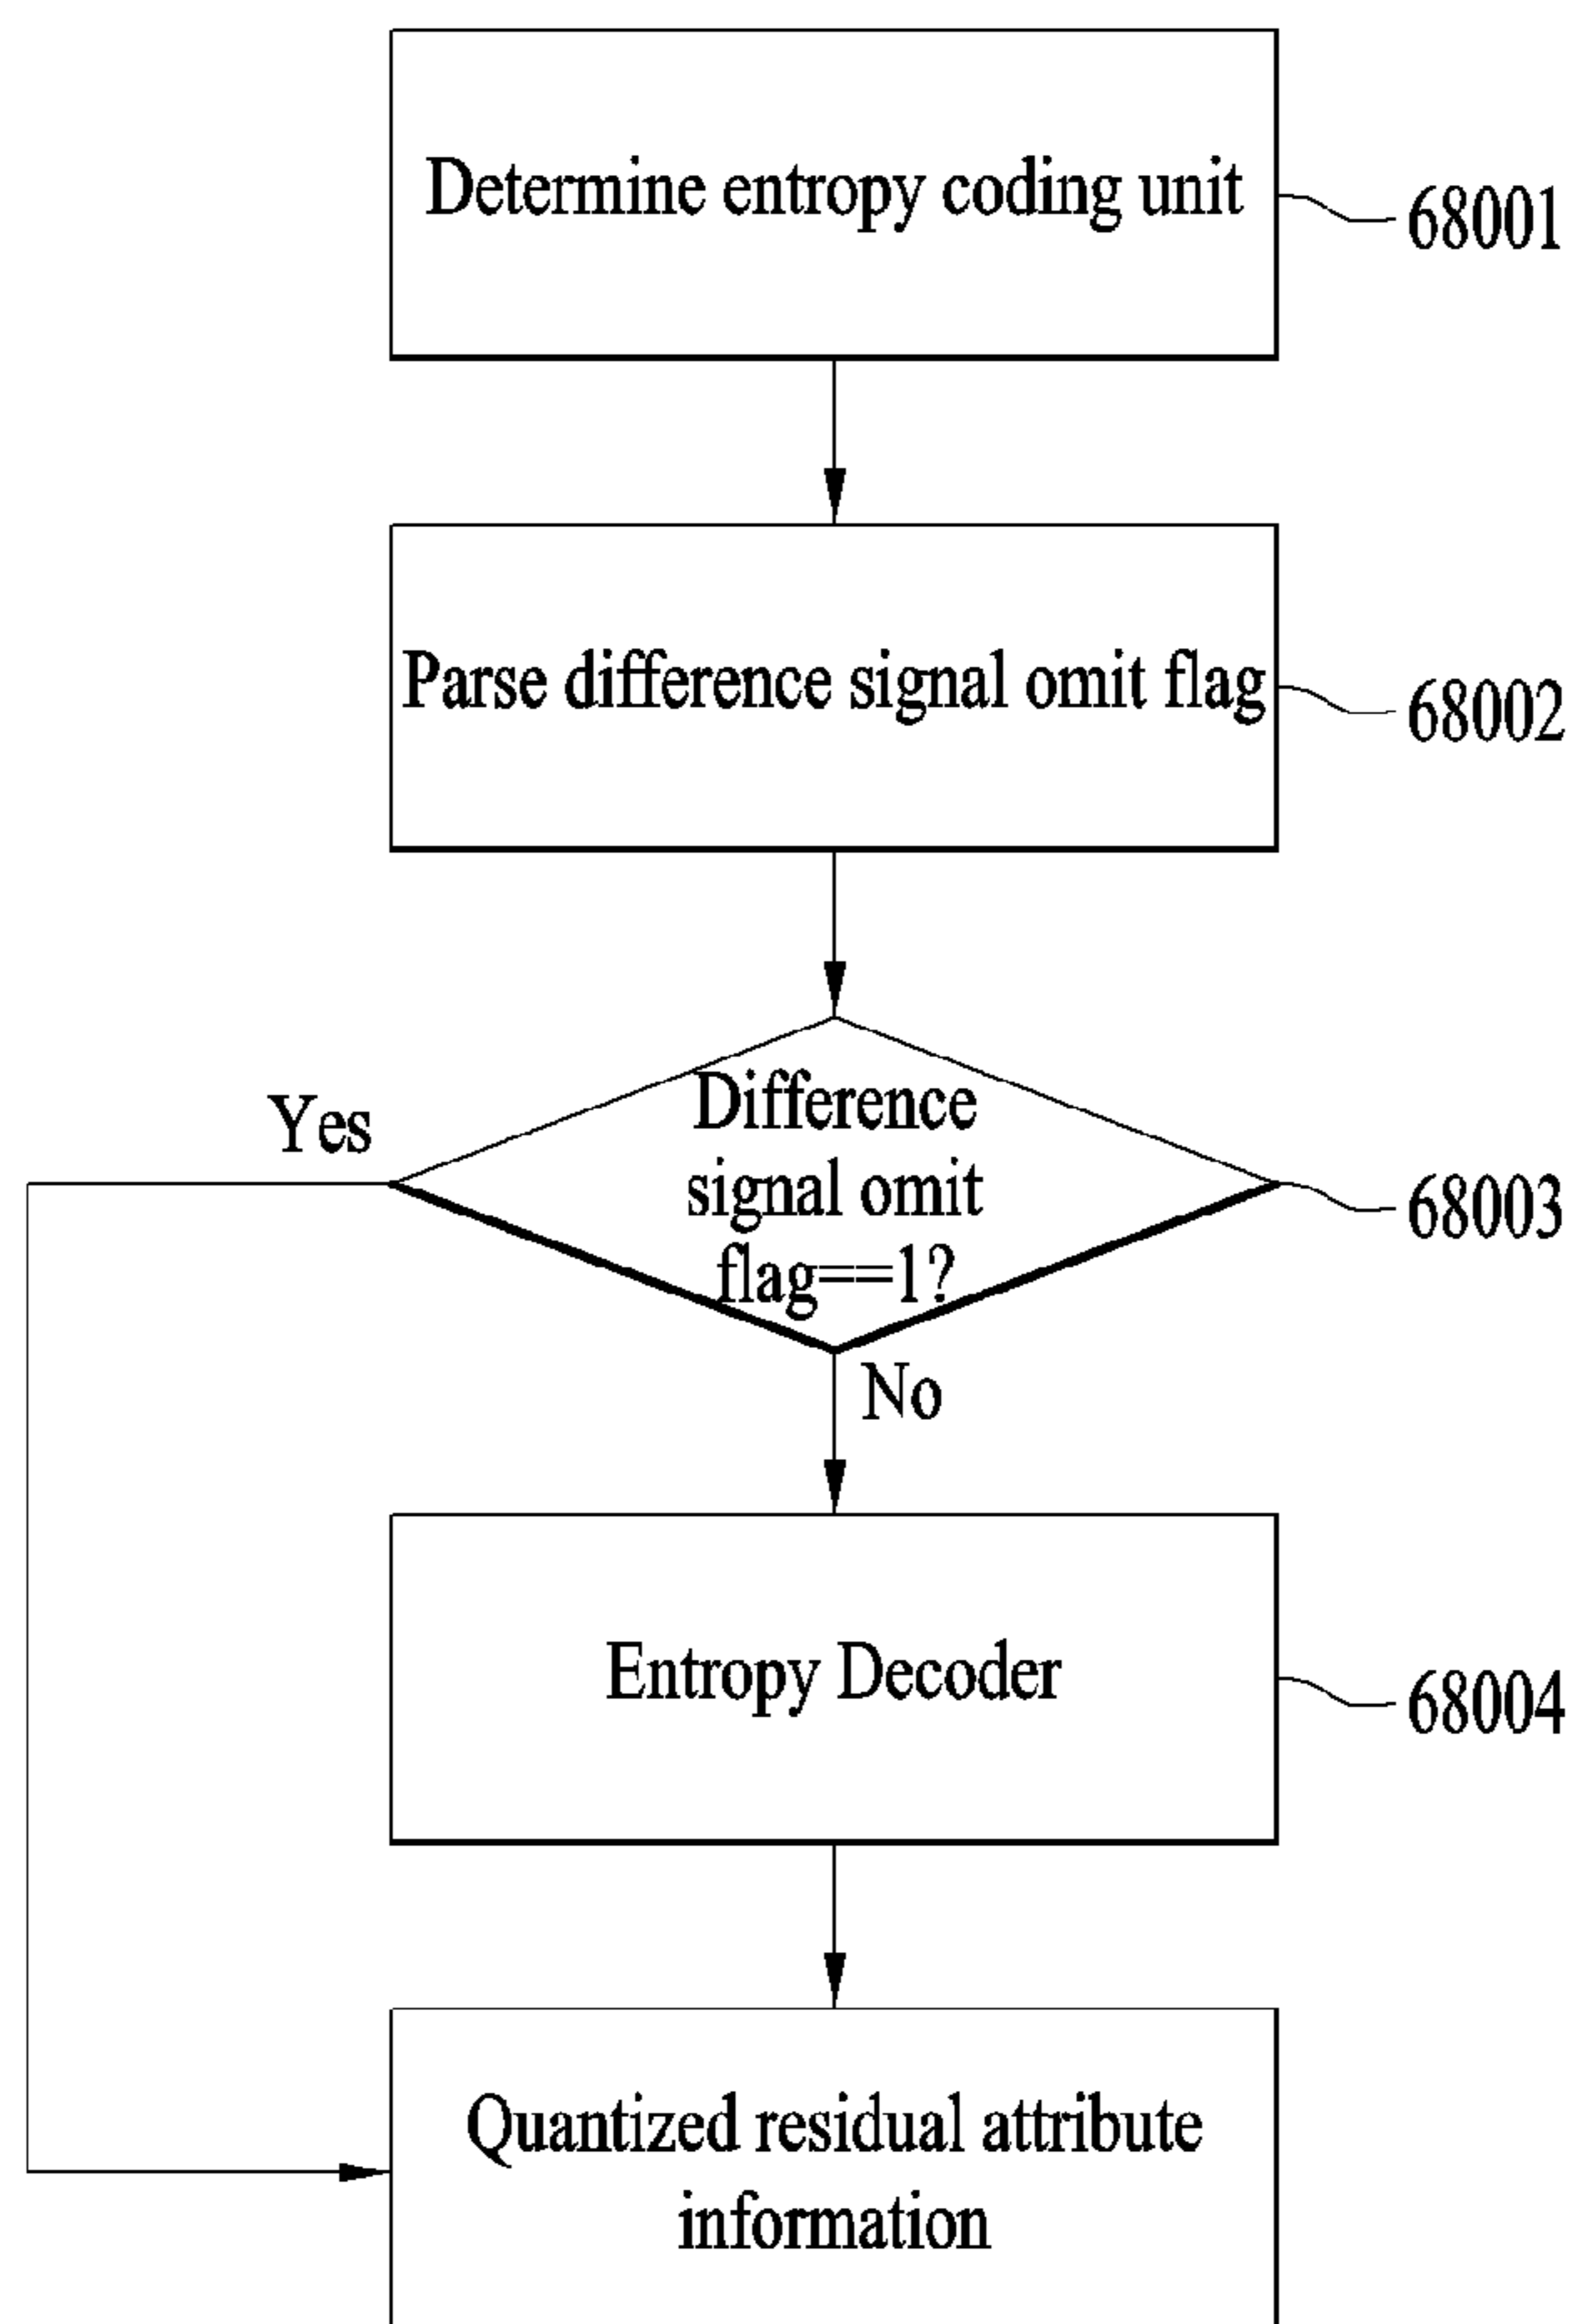 Determine entropy coding unit
68001
Parse difference signal omit flag
68002
Yes
Difference
signal omit
flag==1?
68003
No
Entropy Decoder
68004
Quantized residual attribute
information